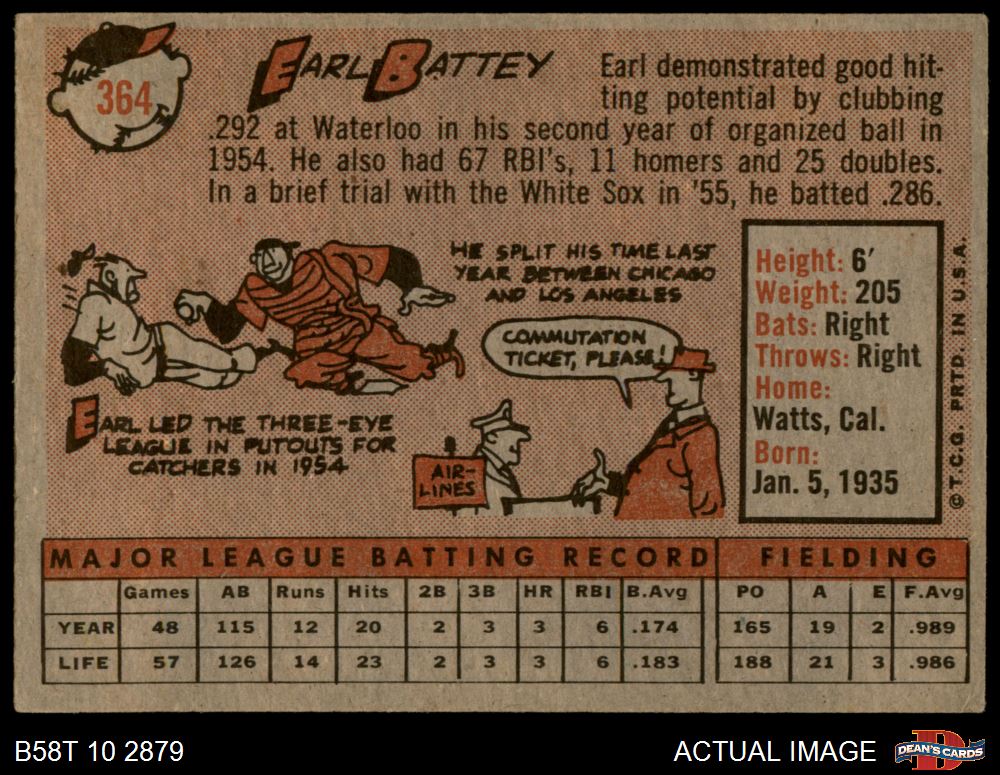 364
EARL BATTEY
Earl demonstrated good hit-
ting potential by clubbing
.292 at Waterloo in his second year of organized ball in
1954. He also had 67 RBI's, 11 homers and 25 doubles.
In a brief trial with the White Sox in '55, he batted .286.
HE SPLIT HIS TIME LAST
YEAR BETWEEN CHICAGO
AND LOS ANGELES
COMMUTATION
TICKET, PLEASE!
EARL LED THE THREE-EYE
LEAGUE IN PUTOUTS FOR
CATCHERS IN 1954
AIR-
LINES
Height: 6'
Weight: 205
Bats: Right
Throws: Right
Home:
Watts, Cal.
Born:
Jan. 5, 1935
©T.C.G. PRTD. IN U.S.A.
MAJOR LEAGUE BATTING RECORD FIELDING
Games AB Runs Hits 2B 3B HR RBI B.Avg PO A E F.Avg
YEAR 48 115 12 20 2 3 3 6 .174 165 19 2 .989
LIFE 57 126 14 23 2 3 3 6 .183 188 21 3 .986
B58T 10 2879 ACTUAL IMAGE DEAN'S CARDS